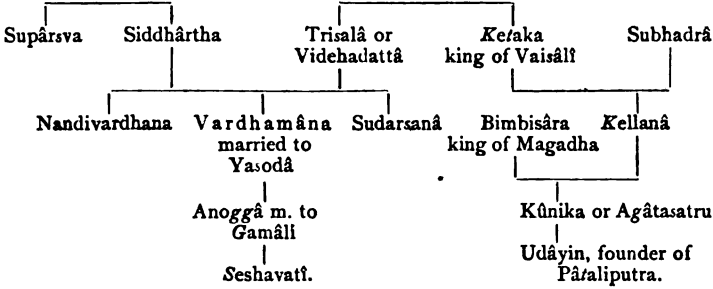 Supârsva Siddhârtha Trisalâ or Ketaka Subhadrâ
Videhadattâ king of Vaisâlî
Nandivardhana Vardhamâna Sudarsanâ Bimbisâra Kellanâ
married to king of Magadha
Yasodâ
Anoggâ m. to Kûnika or Agâtasatru
Gamâli
Udâyin, founder of
Seshavatî. Pâtaliputra.